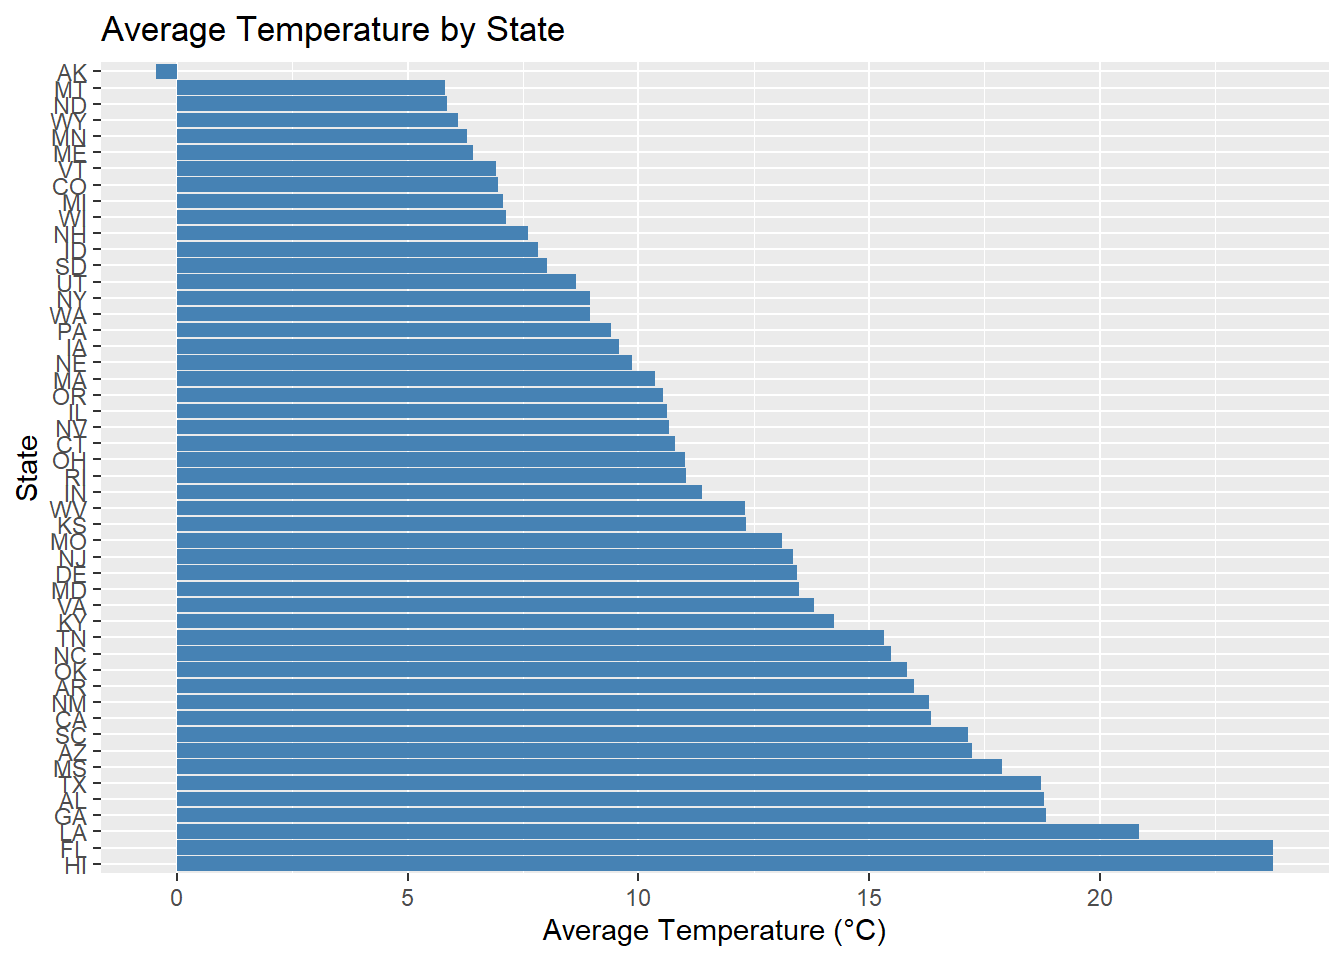 Average Temperature by State
AK
MT
ND
WY
MN
ME
VT
CO
MI
WI
NH
ID
SD
UT
NY
WA
PA
IA
NE
MA
OR
IL
NV
CT
OH
RI
IN
WV
KS
MO
NJ
DE
MD
VA
KY
TN
NC
OK
AR
NM
CA
SC
AZ
MS
TX
AL
GA
LA
FL
HI
State
0 5 10 15 20
Average Temperature (°C)